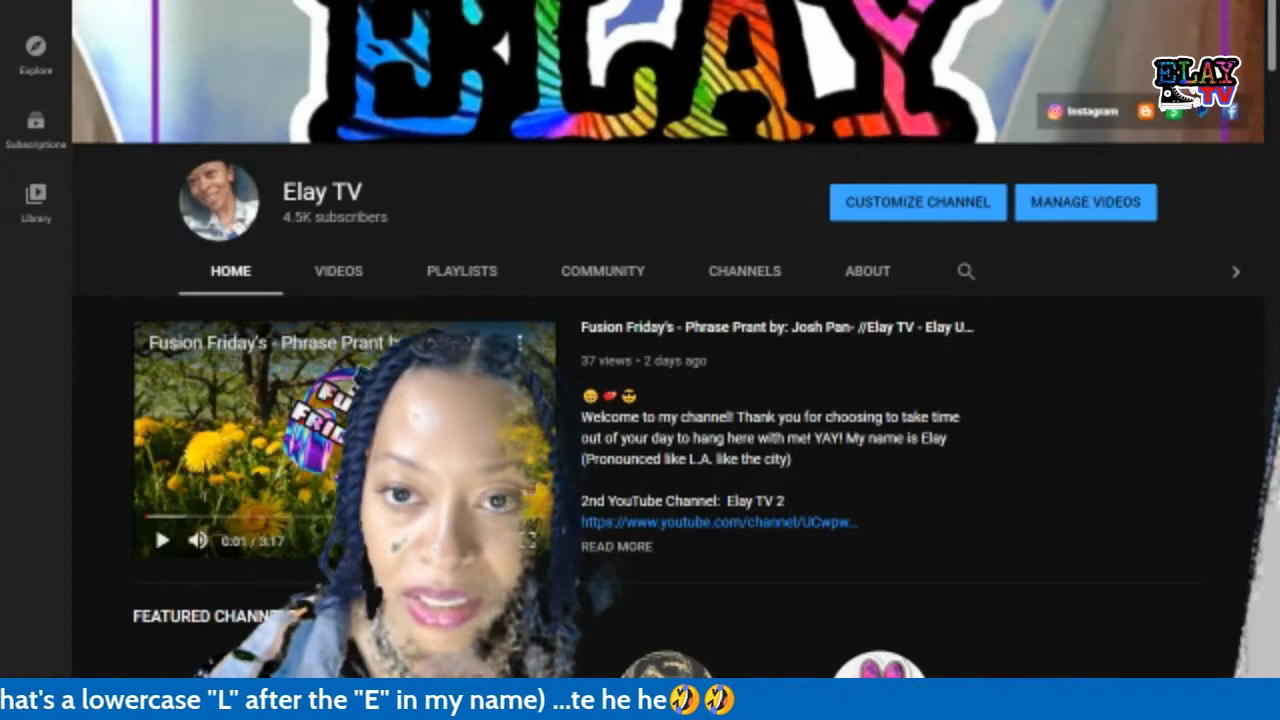 ELAY
ELAY
TV
Instagram
Explore
Subscriptions
Library
Elay TV
4.5K subscribers
CUSTOMIZE CHANNEL
MANAGE VIDEOS
HOME
VIDEOS
PLAYLISTS
COMMUNITY
CHANNELS
ABOUT
Fusion Friday's - Phrase Prant b
Fu
FRI
0:01 / 3:17
Fusion Friday's - Phrase Prant by: Josh Pan- //Elay TV - Elay U...
37 views • 2 days ago
😄 💋 😎
Welcome to my channel! Thank you for choosing to take time
out of your day to hang here with me! YAY! My name is Elay
(Pronounced like L.A. like the city)
2nd YouTube Channel: Elay TV 2
https://www.youtube.com/channel/UCwpw...
READ MORE
FEATURED CHANN
hat's a lowercase "L" after the "E" in my name) ...te he he🤣🤣